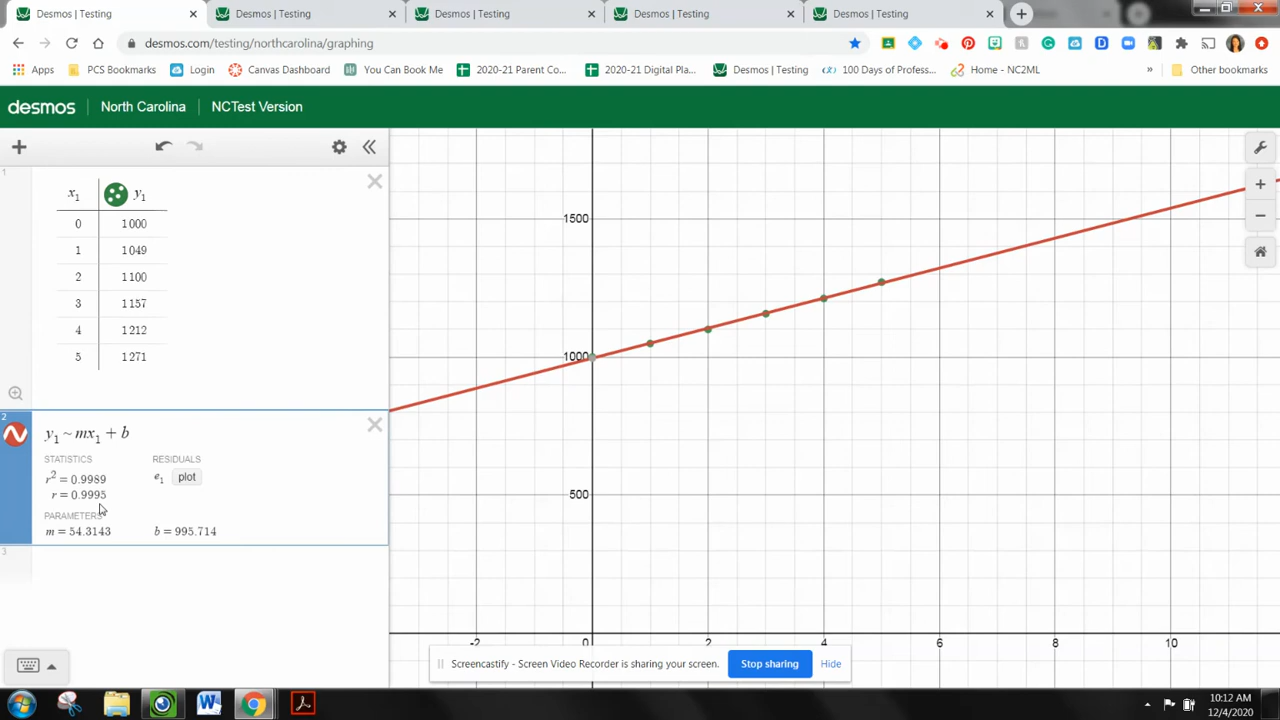 Desmos | Testing
Desmos | Testing
Desmos | Testing
Desmos | Testing
Desmos | Testing
desmos.com/testing/northcarolina/graphing
Apps PCS Bookmarks Login Canvas Dashboard You Can Book Me 2020-21 Parent Co... 2020-21 Digital Pla... Desmos | Testing 100 Days of Profess... Home - NC2ML » Other bookmarks
desmos North Carolina NCTest Version
1
x₁ y₁
0 1000
1 1049
2 1100
3 1157
4 1212
5 1271
2
y₁ ~ mx₁ + b
STATISTICS RESIDUALS
r² = 0.9989 e₁ plot
r = 0.9995
PARAMETERS
m = 54.3143 b = 995.714
3
1500
1000
500
-2 0 2 4 6 8 10
Screencastify - Screen Video Recorder is sharing your screen. Stop sharing Hide
10:12 AM
12/4/2020